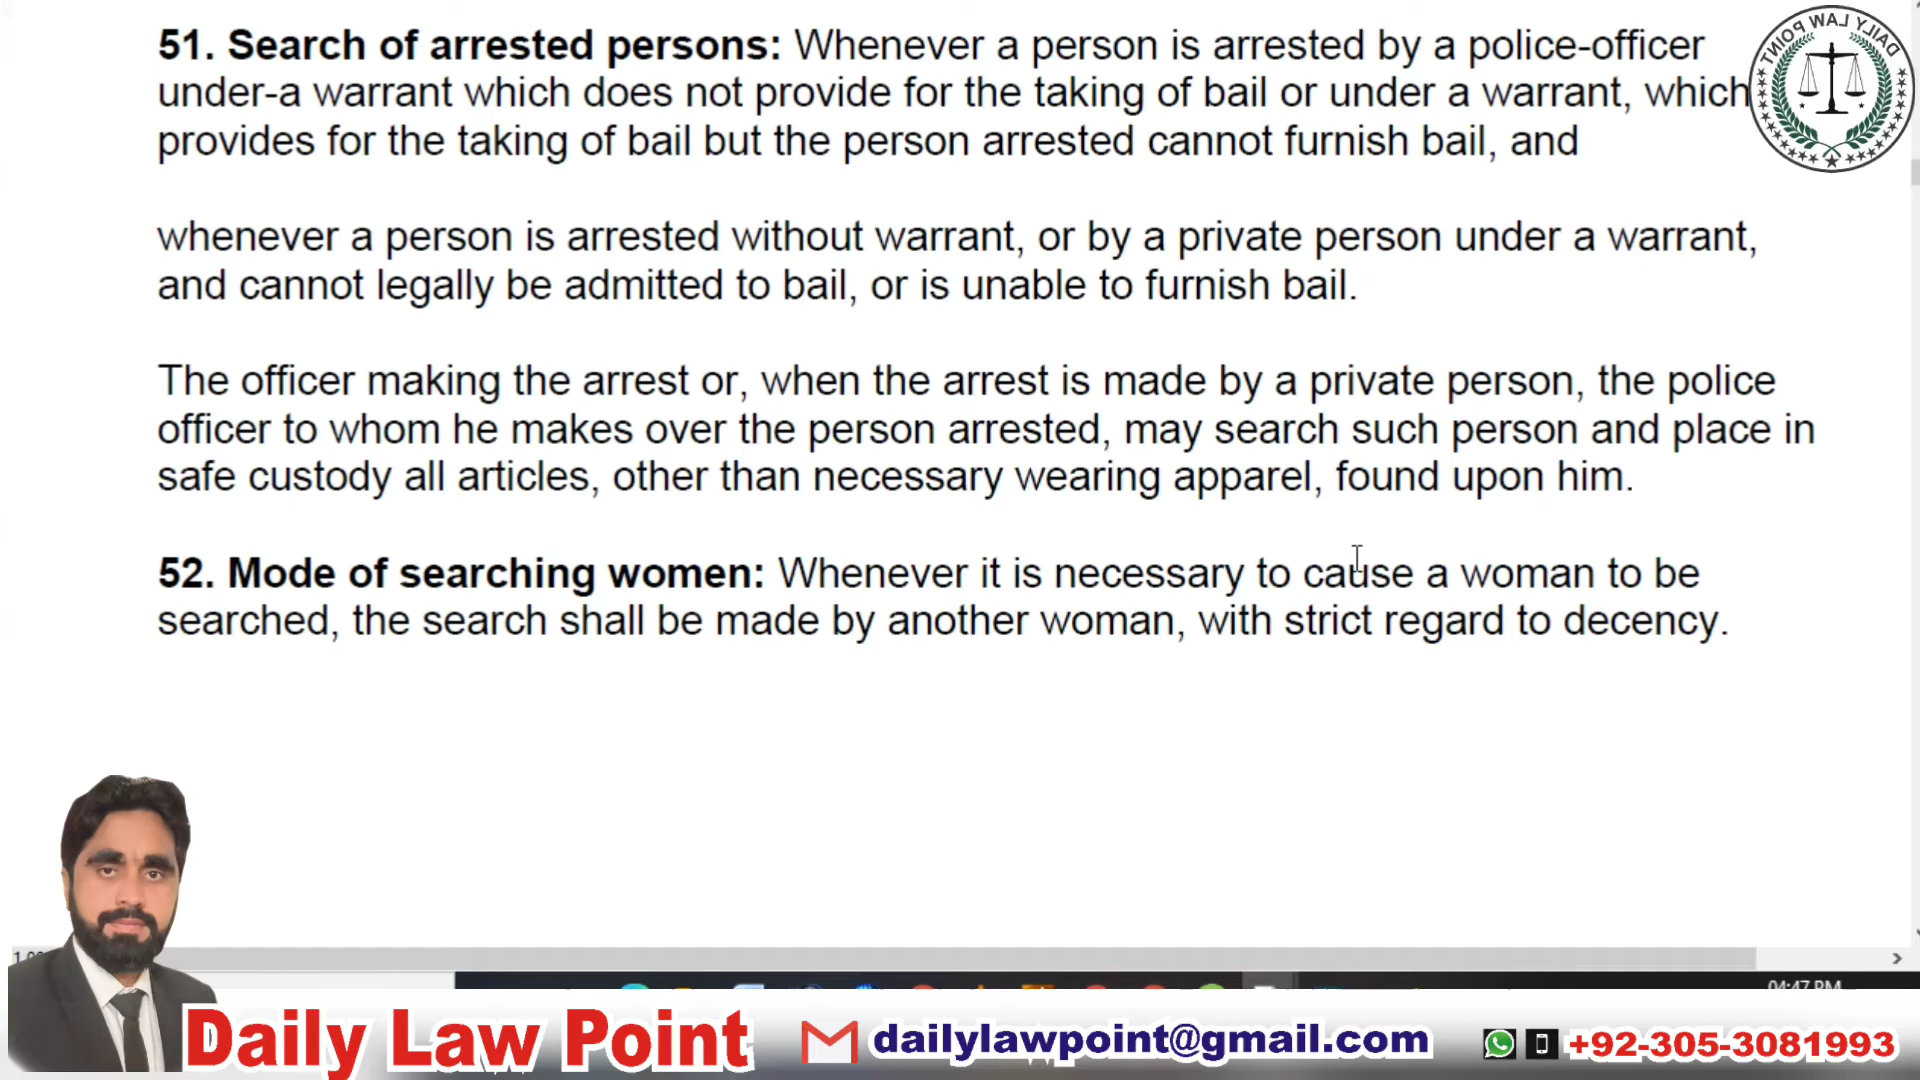 51. Search of arrested persons: Whenever a person is arrested by a police-officer
under-a warrant which does not provide for the taking of bail or under a warrant, which
provides for the taking of bail but the person arrested cannot furnish bail, and
DAILY LAW POINT
whenever a person is arrested without warrant, or by a private person under a warrant,
and cannot legally be admitted to bail, or is unable to furnish bail.
The officer making the arrest or, when the arrest is made by a private person, the police
officer to whom he makes over the person arrested, may search such person and place in
safe custody all articles, other than necessary wearing apparel, found upon him.
52. Mode of searching women: Whenever it is necessary to cause a woman to be
searched, the search shall be made by another woman, with strict regard to decency.
04:47 PM
Daily Law Point
dailylawpoint@gmail.com
+92-305-3081993